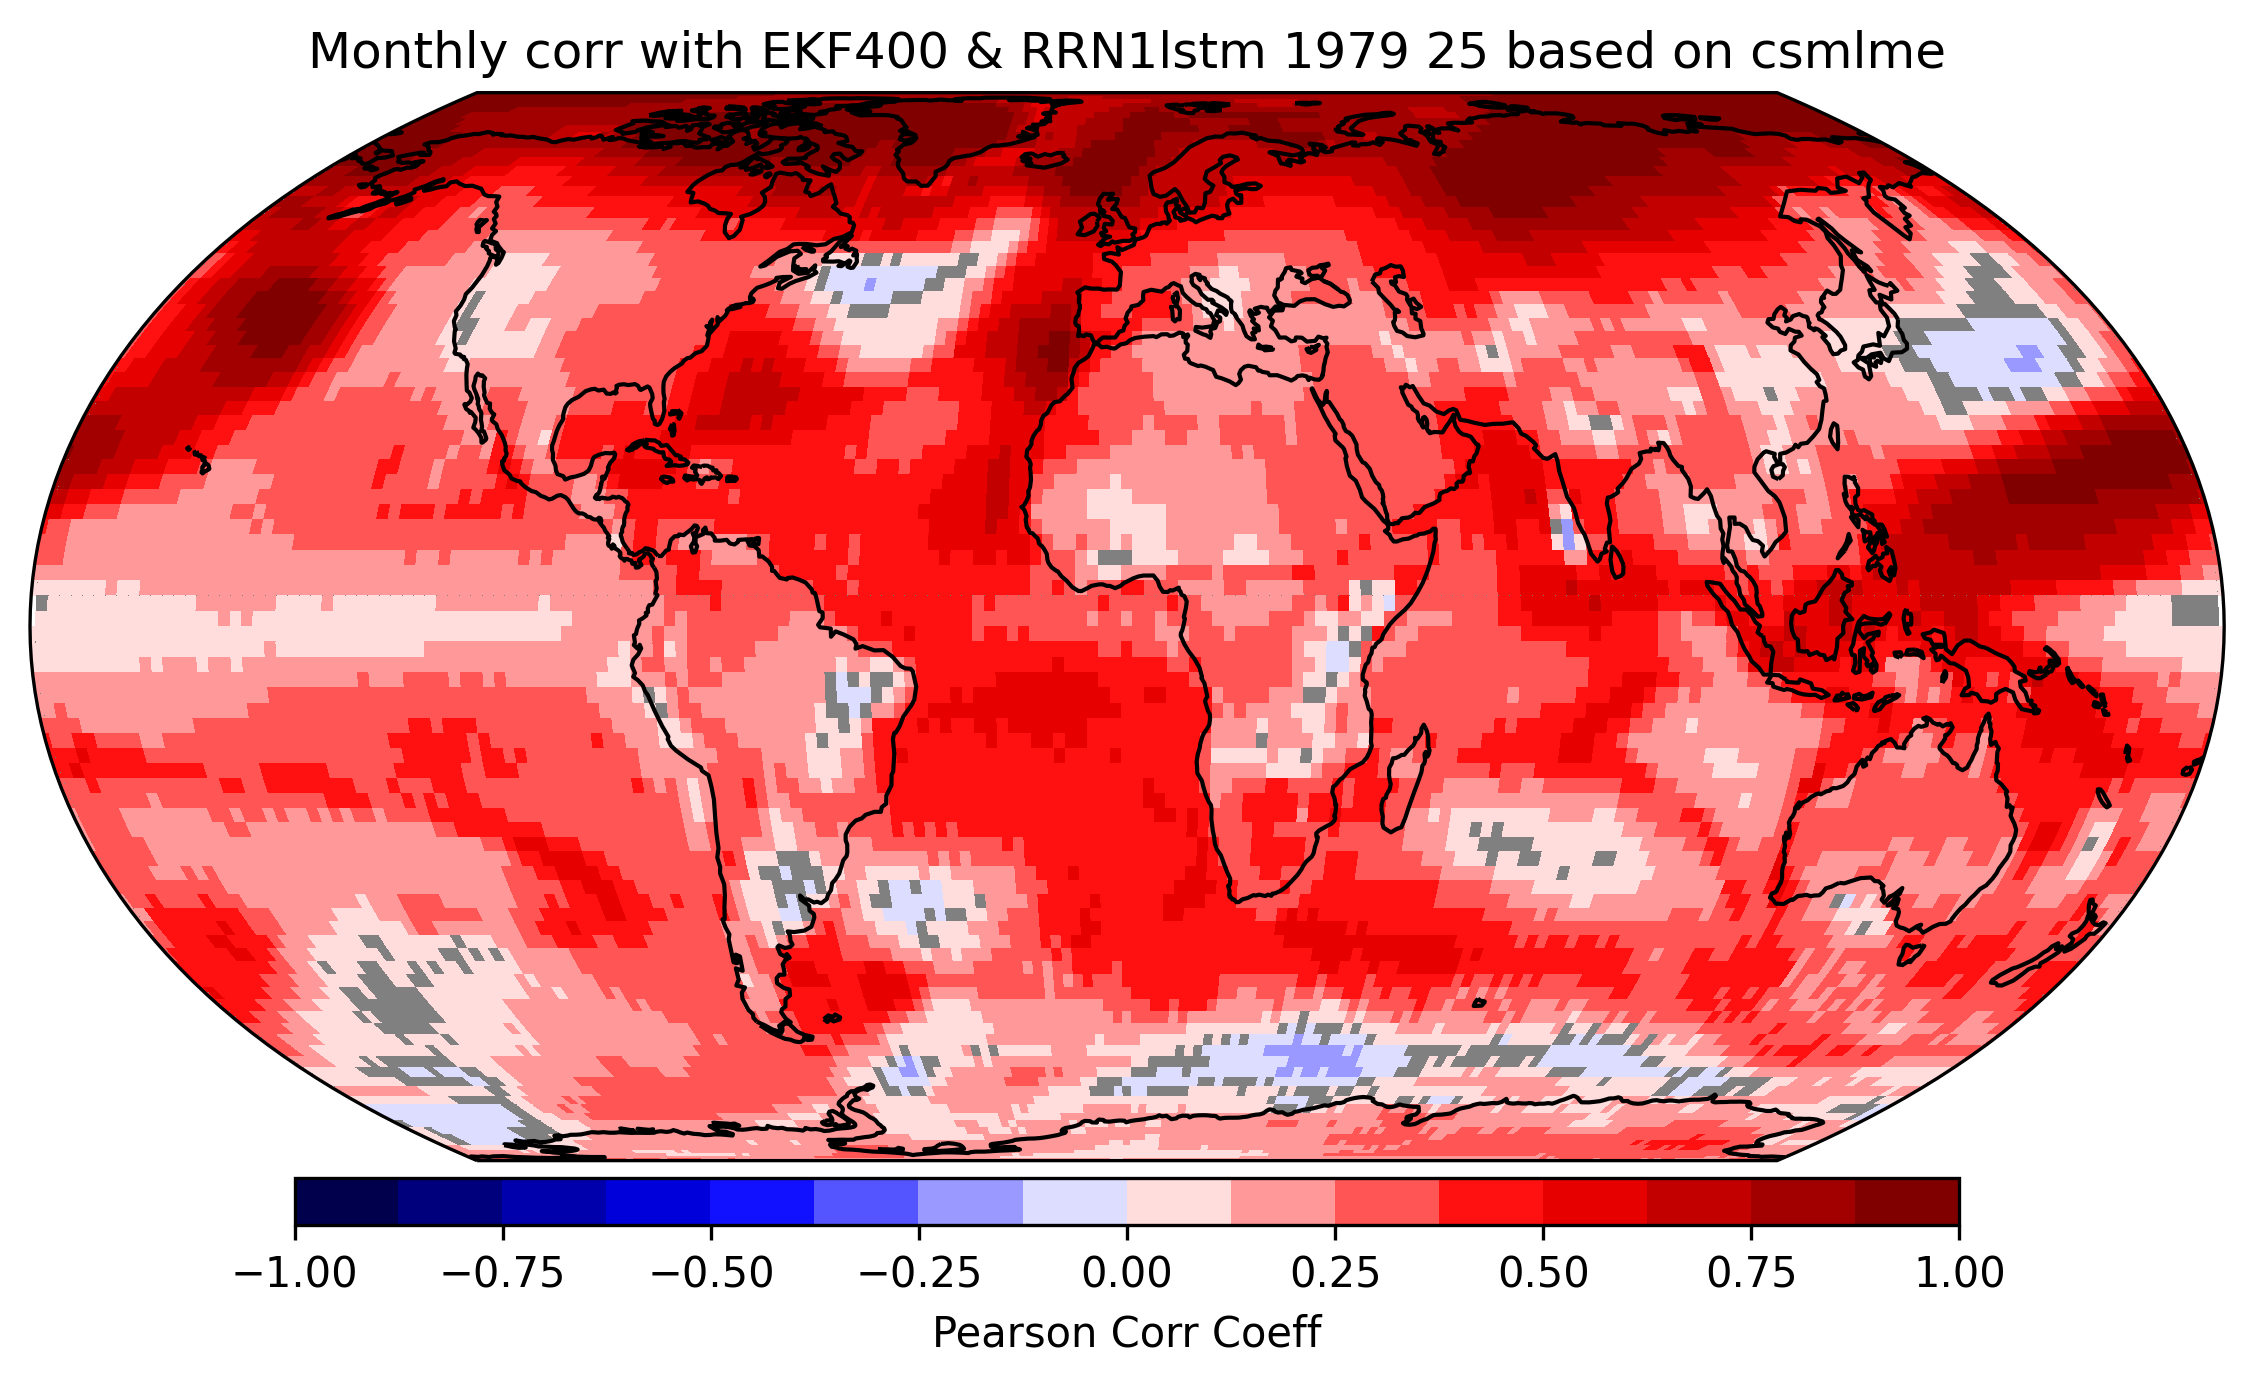 Monthly corr with EKF400 & RRN1lstm 1979 25 based on csmlme
−1.00 −0.75 −0.50 −0.25 0.00 0.25 0.50 0.75 1.00
Pearson Corr Coeff